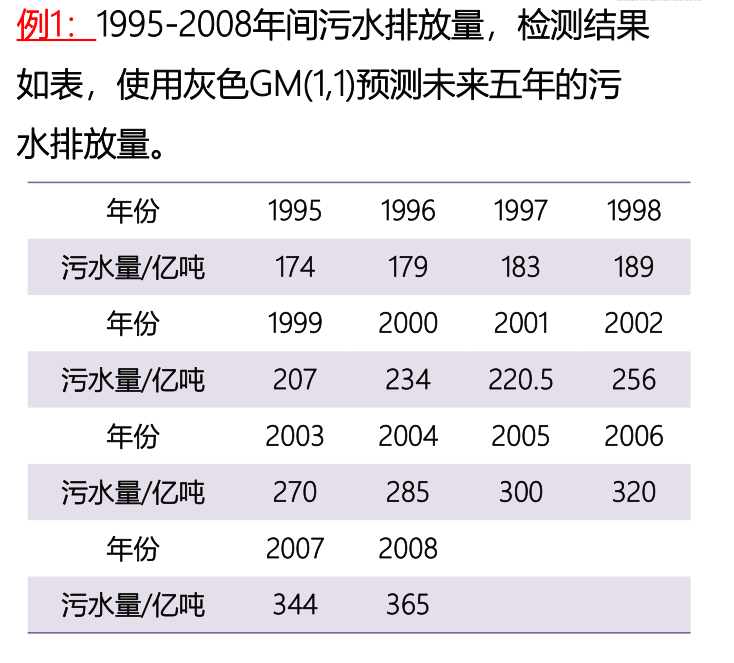 例1：1995-2008年间污水排放量，检测结果
如表，使用灰色GM(1,1)预测未来五年的污
水排放量。
年份 1995 1996 1997 1998
污水量/亿吨 174 179 183 189
年份 1999 2000 2001 2002
污水量/亿吨 207 234 220.5 256
年份 2003 2004 2005 2006
污水量/亿吨 270 285 300 320
年份 2007 2008
污水量/亿吨 344 365